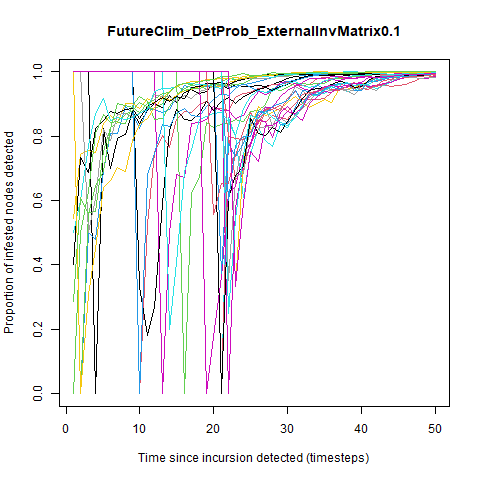 FutureClim_DetProb_ExternalInvMatrix0.1
Proportion of infested nodes detected
1.0
0.8
0.6
0.4
0.2
0.0
0 10 20 30 40 50
Time since incursion detected (timesteps)